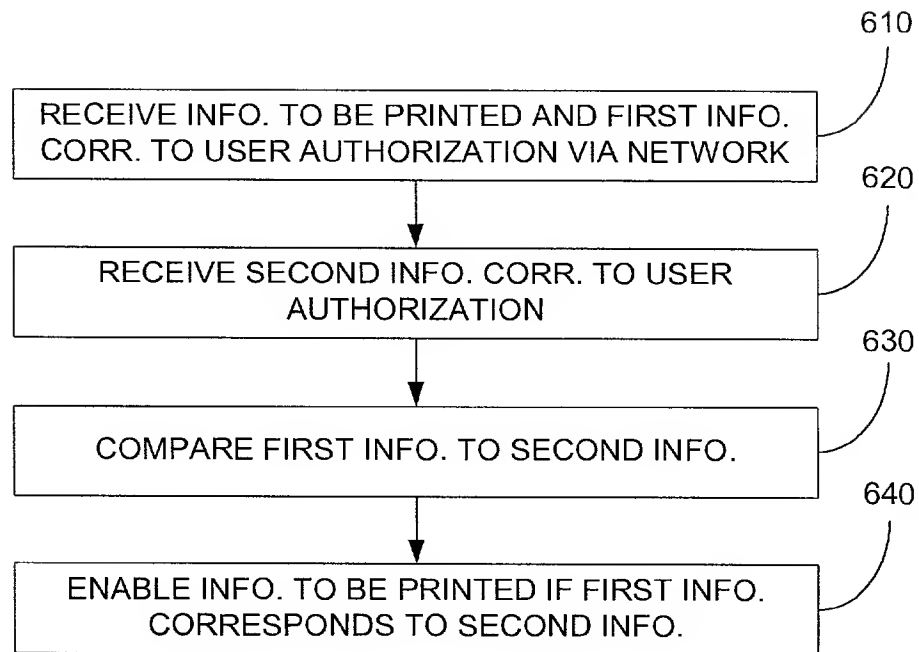 610
RECEIVE INFO. TO BE PRINTED AND FIRST INFO.
CORR. TO USER AUTHORIZATION VIA NETWORK
620
RECEIVE SECOND INFO. CORR. TO USER
AUTHORIZATION
630
COMPARE FIRST INFO. TO SECOND INFO.
640
ENABLE INFO. TO BE PRINTED IF FIRST INFO.
CORRESPONDS TO SECOND INFO.